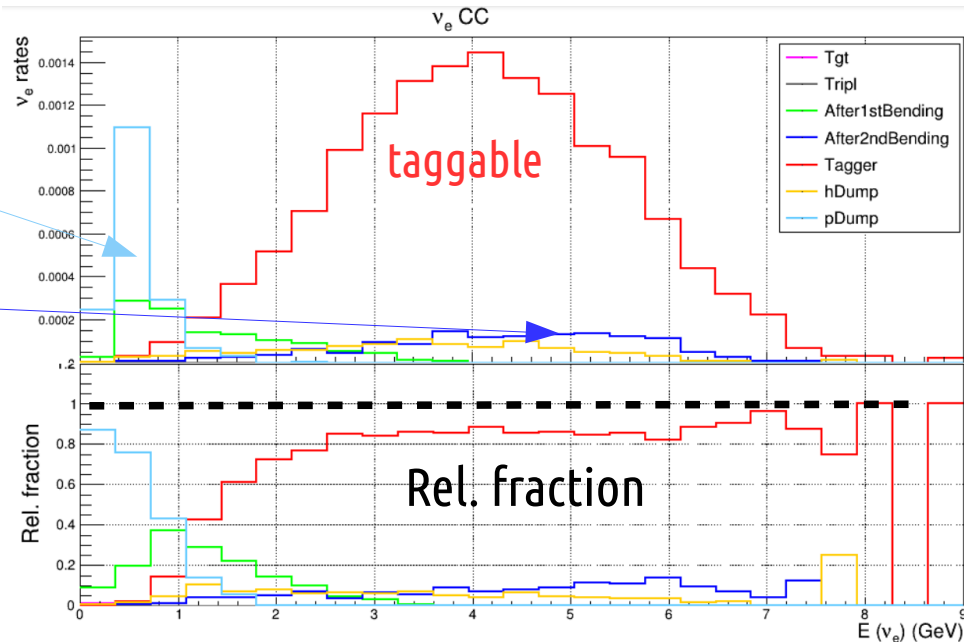 νe CC
νe rates
0.0014
0.0012
0.001
0.0008
0.0006
0.0004
0.0002
Tgt
Tripl
After1stBending
After2ndBending
Tagger
hDump
pDump
taggable
Rel. fraction
1.2
1
0.8
0.6
0.4
0.2
0
Rel. fraction
0 1 2 3 4 5 6 7 8 9
E (νe) (GeV)